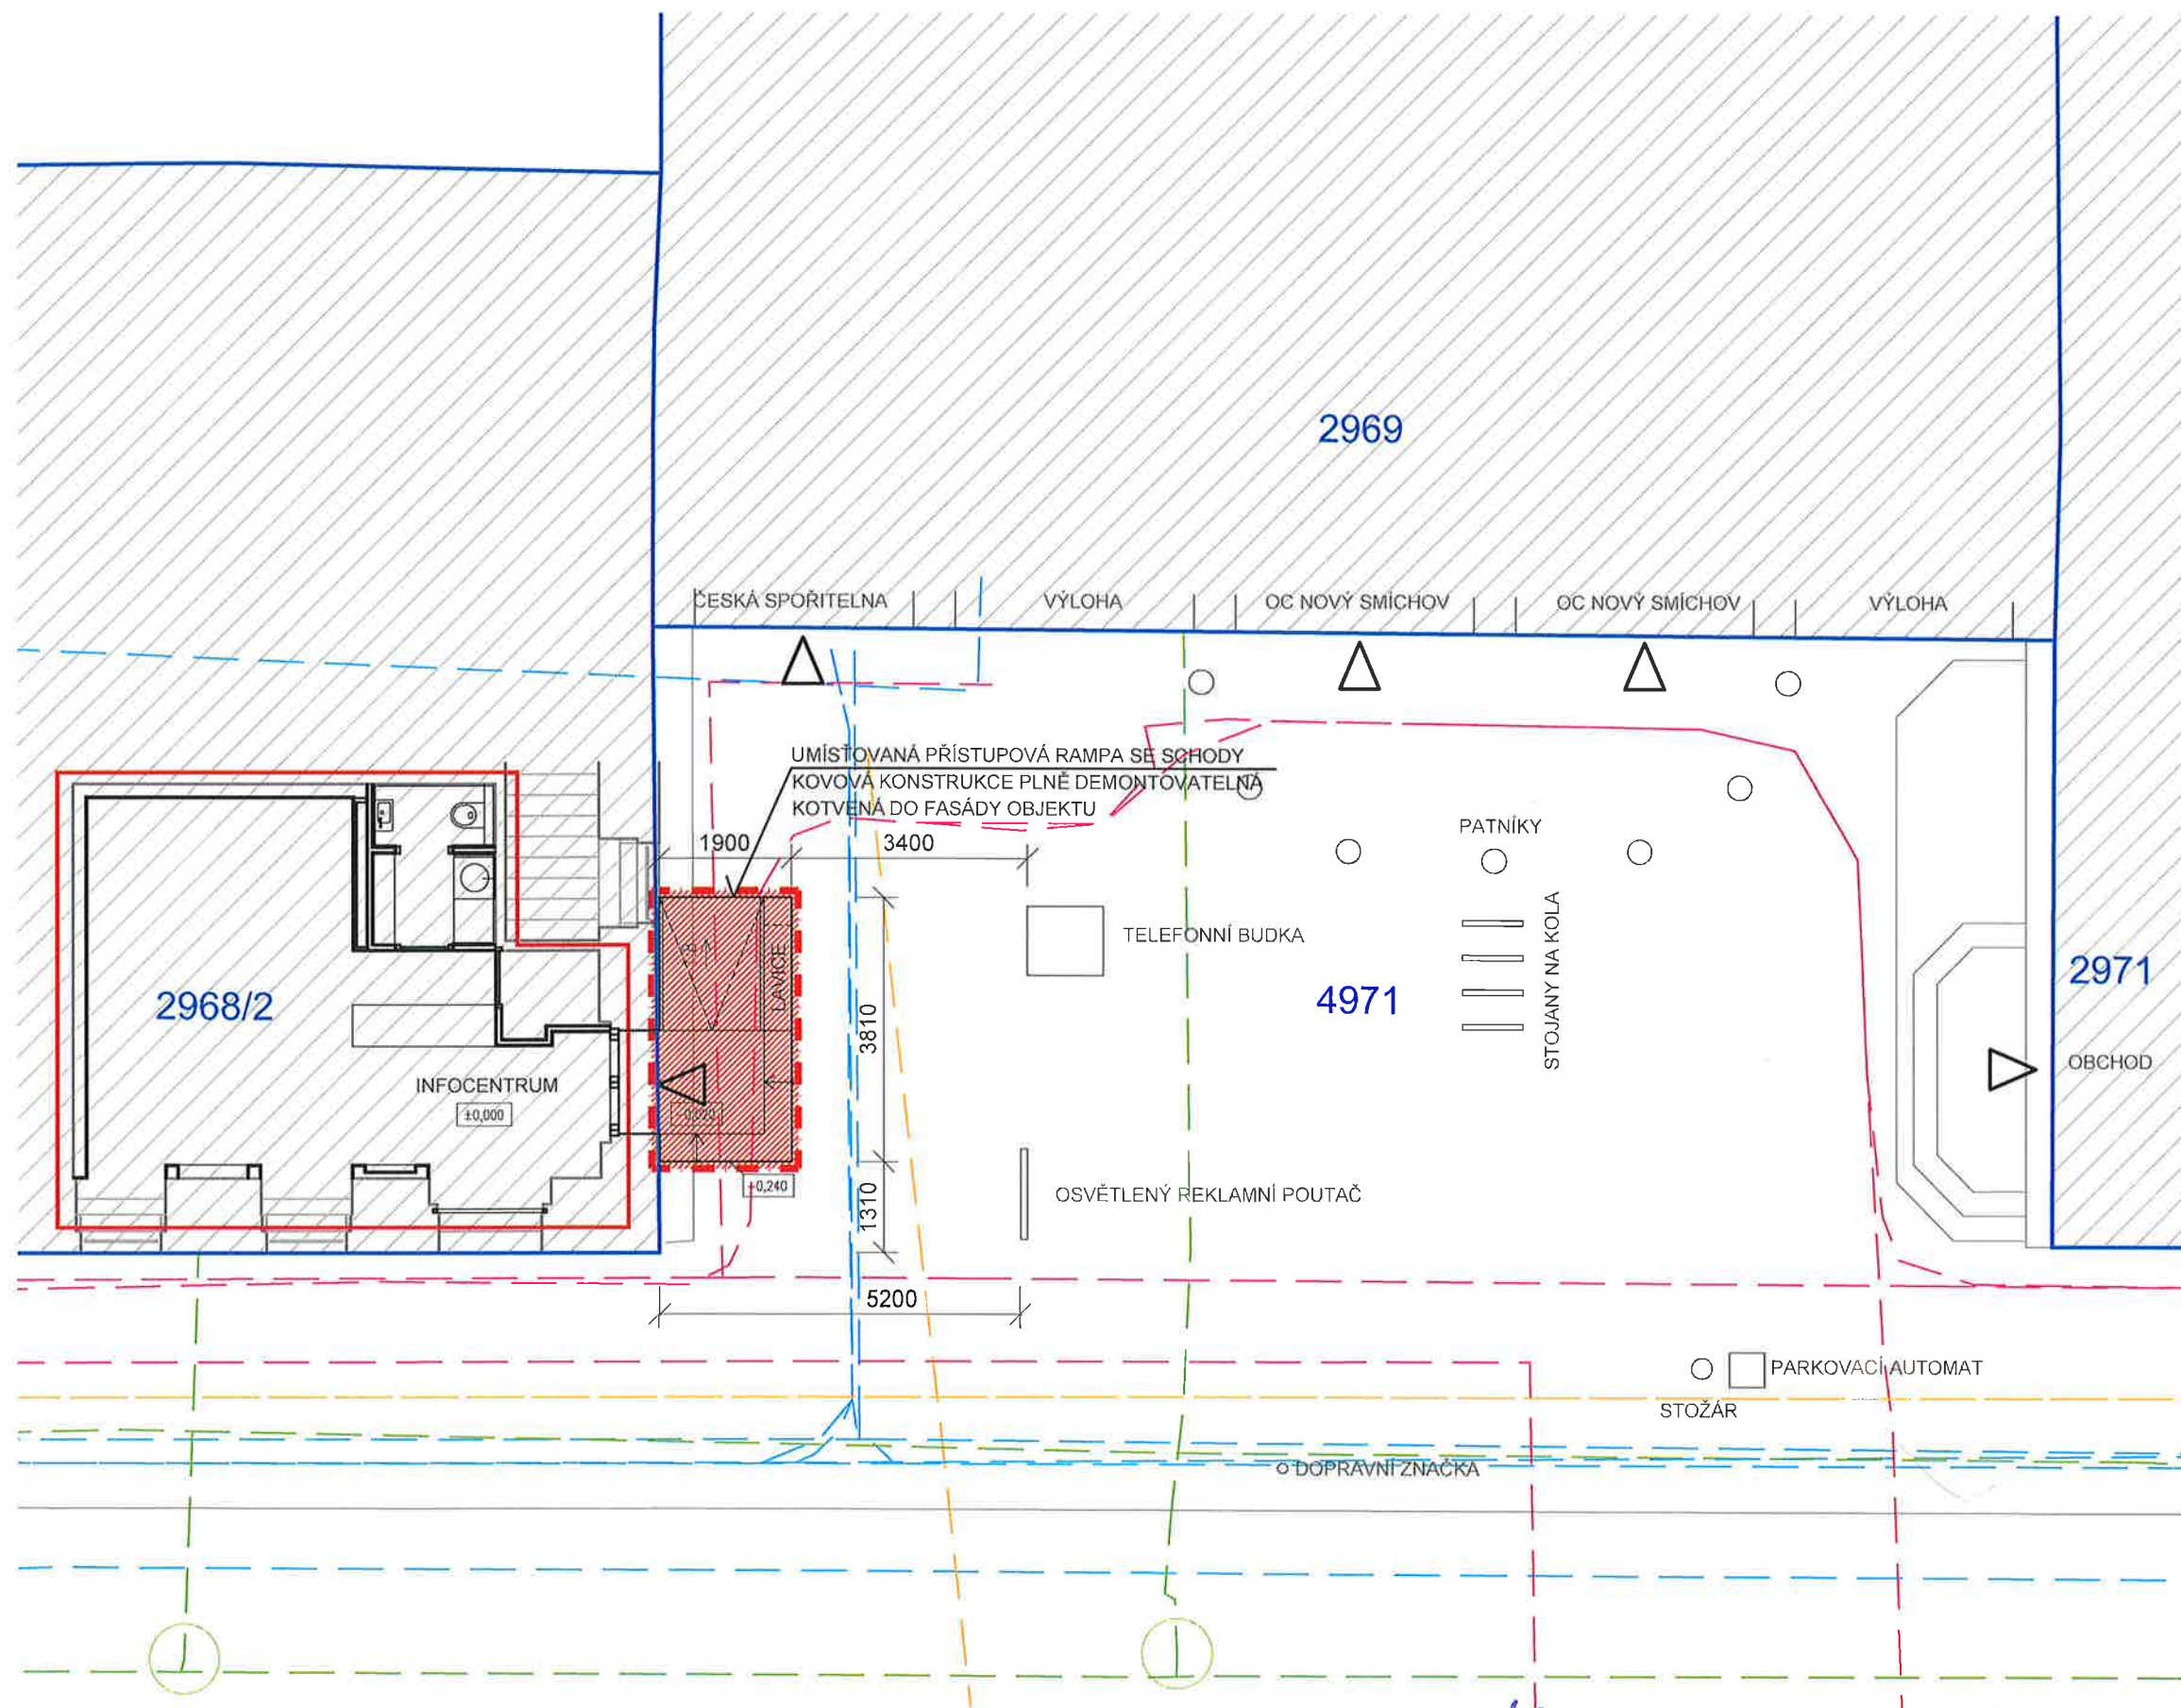 2969
ČESKÁ SPOŘITELNA
VÝLOHA
OC NOVÝ SMÍCHOV
OC NOVÝ SMÍCHOV
VÝLOHA
UMÍSŤOVANÁ PŘÍSTUPOVÁ RAMPA SE SCHODY
KOVOVÁ KONSTRUKCE PLNĚ DEMONTOVATELNÁ
KOTVENÁ DO FASÁDY OBJEKTU
1900
3400
PATNÍKY
TELEFONNÍ BUDKA
STOJANY NA KOLA
LAVICE
2968/2
4971
2971
3810
OBCHOD
INFOCENTRUM
±0,000
1310
OSVĚTLENÝ REKLAMNÍ POUTAČ
5200
PARKOVACÍ AUTOMAT
STOŽÁR
DOPRAVNÍ ZNAČKA